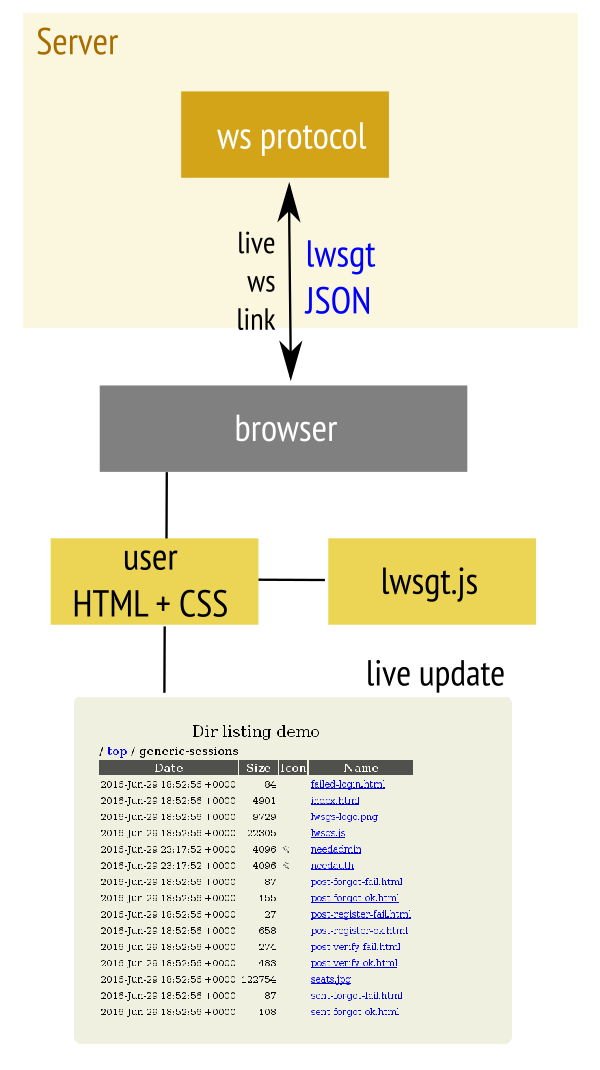 Server
ws protocol
live
ws
link
lwsgt
JSON
browser
user
HTML + CSS
lwsgt.js
live update
Dir listing demo
/ top / generic-sessions
Date Size Icon Name
2016-Jun-29 18:52:56 +0000 84 failed-login.html
2016-Jun-29 18:52:56 +0000 4901 index.html
2016-Jun-29 18:52:56 +0000 9729 lwsgs-logo.png
2016-Jun-29 18:52:56 +0000 22305 lwsgs.js
2016-Jun-29 23:17:52 +0000 4096 needadmin
2016-Jun-29 23:17:52 +0000 4096 needauth
2016-Jun-29 18:52:56 +0000 87 post-forgot-fail.html
2016-Jun-29 18:52:56 +0000 155 post-forgot-ok.html
2016-Jun-29 18:52:56 +0000 27 post-register-fail.html
2016-Jun-29 18:52:56 +0000 658 post-register-ok.html
2016-Jun-29 18:52:56 +0000 274 post-verify-fail.html
2016-Jun-29 18:52:56 +0000 483 post-verify-ok.html
2016-Jun-29 18:52:56 +0000 122754 seats.jpg
2016-Jun-29 18:52:56 +0000 87 sent-forgot-fail.html
2016-Jun-29 18:52:56 +0000 108 sent-forgot-ok.html